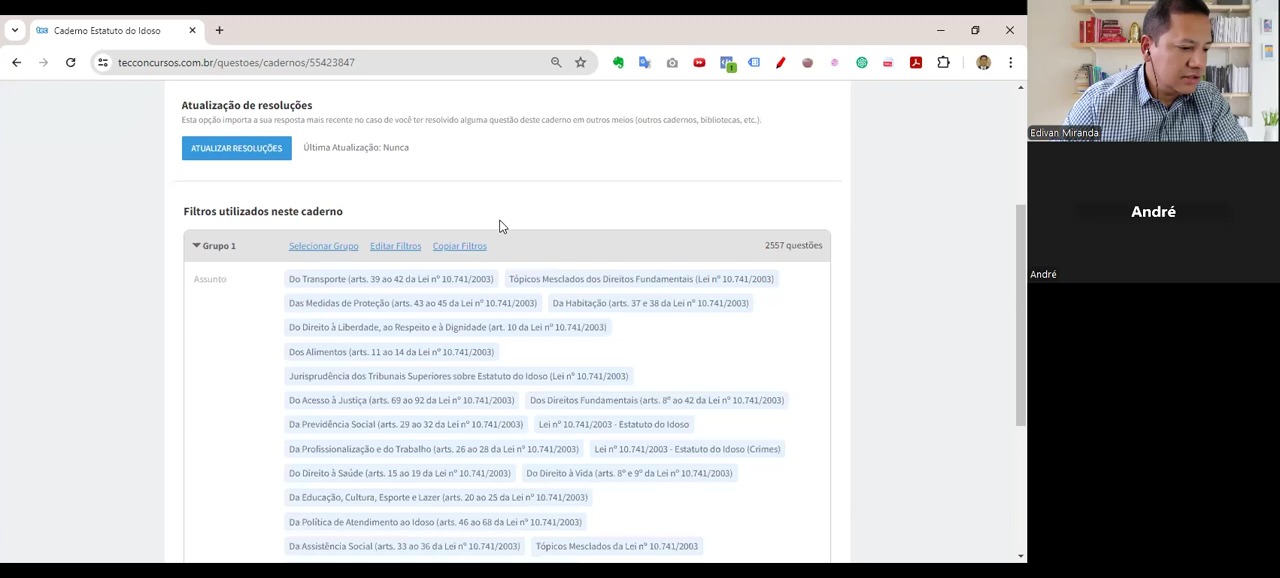 Caderno Estatuto do Idoso
tecconcursos.com.br/questoes/cadernos/55423847
Atualização de resoluções
Esta opção importa a sua resposta mais recente no caso de você ter resolvido alguma questão deste caderno em outros meios (outros cadernos, bibliotecas, etc.).
ATUALIZAR RESOLUÇÕES Última Atualização: Nunca
Filtros utilizados neste caderno
Grupo 1 Selecionar Grupo Editar Filtros Copiar Filtros 2557 questões
Assunto Do Transporte (arts. 39 ao 42 da Lei nº 10.741/2003) Tópicos Mesclados dos Direitos Fundamentais (Lei nº 10.741/2003)
Das Medidas de Proteção (arts. 43 ao 45 da Lei nº 10.741/2003) Da Habitação (arts. 37 e 38 da Lei nº 10.741/2003)
Do Direito à Liberdade, ao Respeito e à Dignidade (art. 10 da Lei nº 10.741/2003)
Dos Alimentos (arts. 11 ao 14 da Lei nº 10.741/2003)
Jurisprudência dos Tribunais Superiores sobre Estatuto do Idoso (Lei nº 10.741/2003)
Do Acesso à Justiça (arts. 69 ao 92 da Lei nº 10.741/2003) Dos Direitos Fundamentais (arts. 8º ao 42 da Lei nº 10.741/2003)
Da Previdência Social (arts. 29 ao 32 da Lei nº 10.741/2003) Lei nº 10.741/2003 - Estatuto do Idoso
Da Profissionalização e do Trabalho (arts. 26 ao 28 da Lei nº 10.741/2003) Lei nº 10.741/2003 - Estatuto do Idoso (Crimes)
Do Direito à Saúde (arts. 15 ao 19 da Lei nº 10.741/2003) Do Direito à Vida (arts. 8º e 9º da Lei nº 10.741/2003)
Da Educação, Cultura, Esporte e Lazer (arts. 20 ao 25 da Lei nº 10.741/2003)
Da Política de Atendimento ao Idoso (arts. 46 ao 68 da Lei nº 10.741/2003)
Da Assistência Social (arts. 33 ao 36 da Lei nº 10.741/2003) Tópicos Mesclados da Lei nº 10.741/2003
Edivan Miranda
André
André